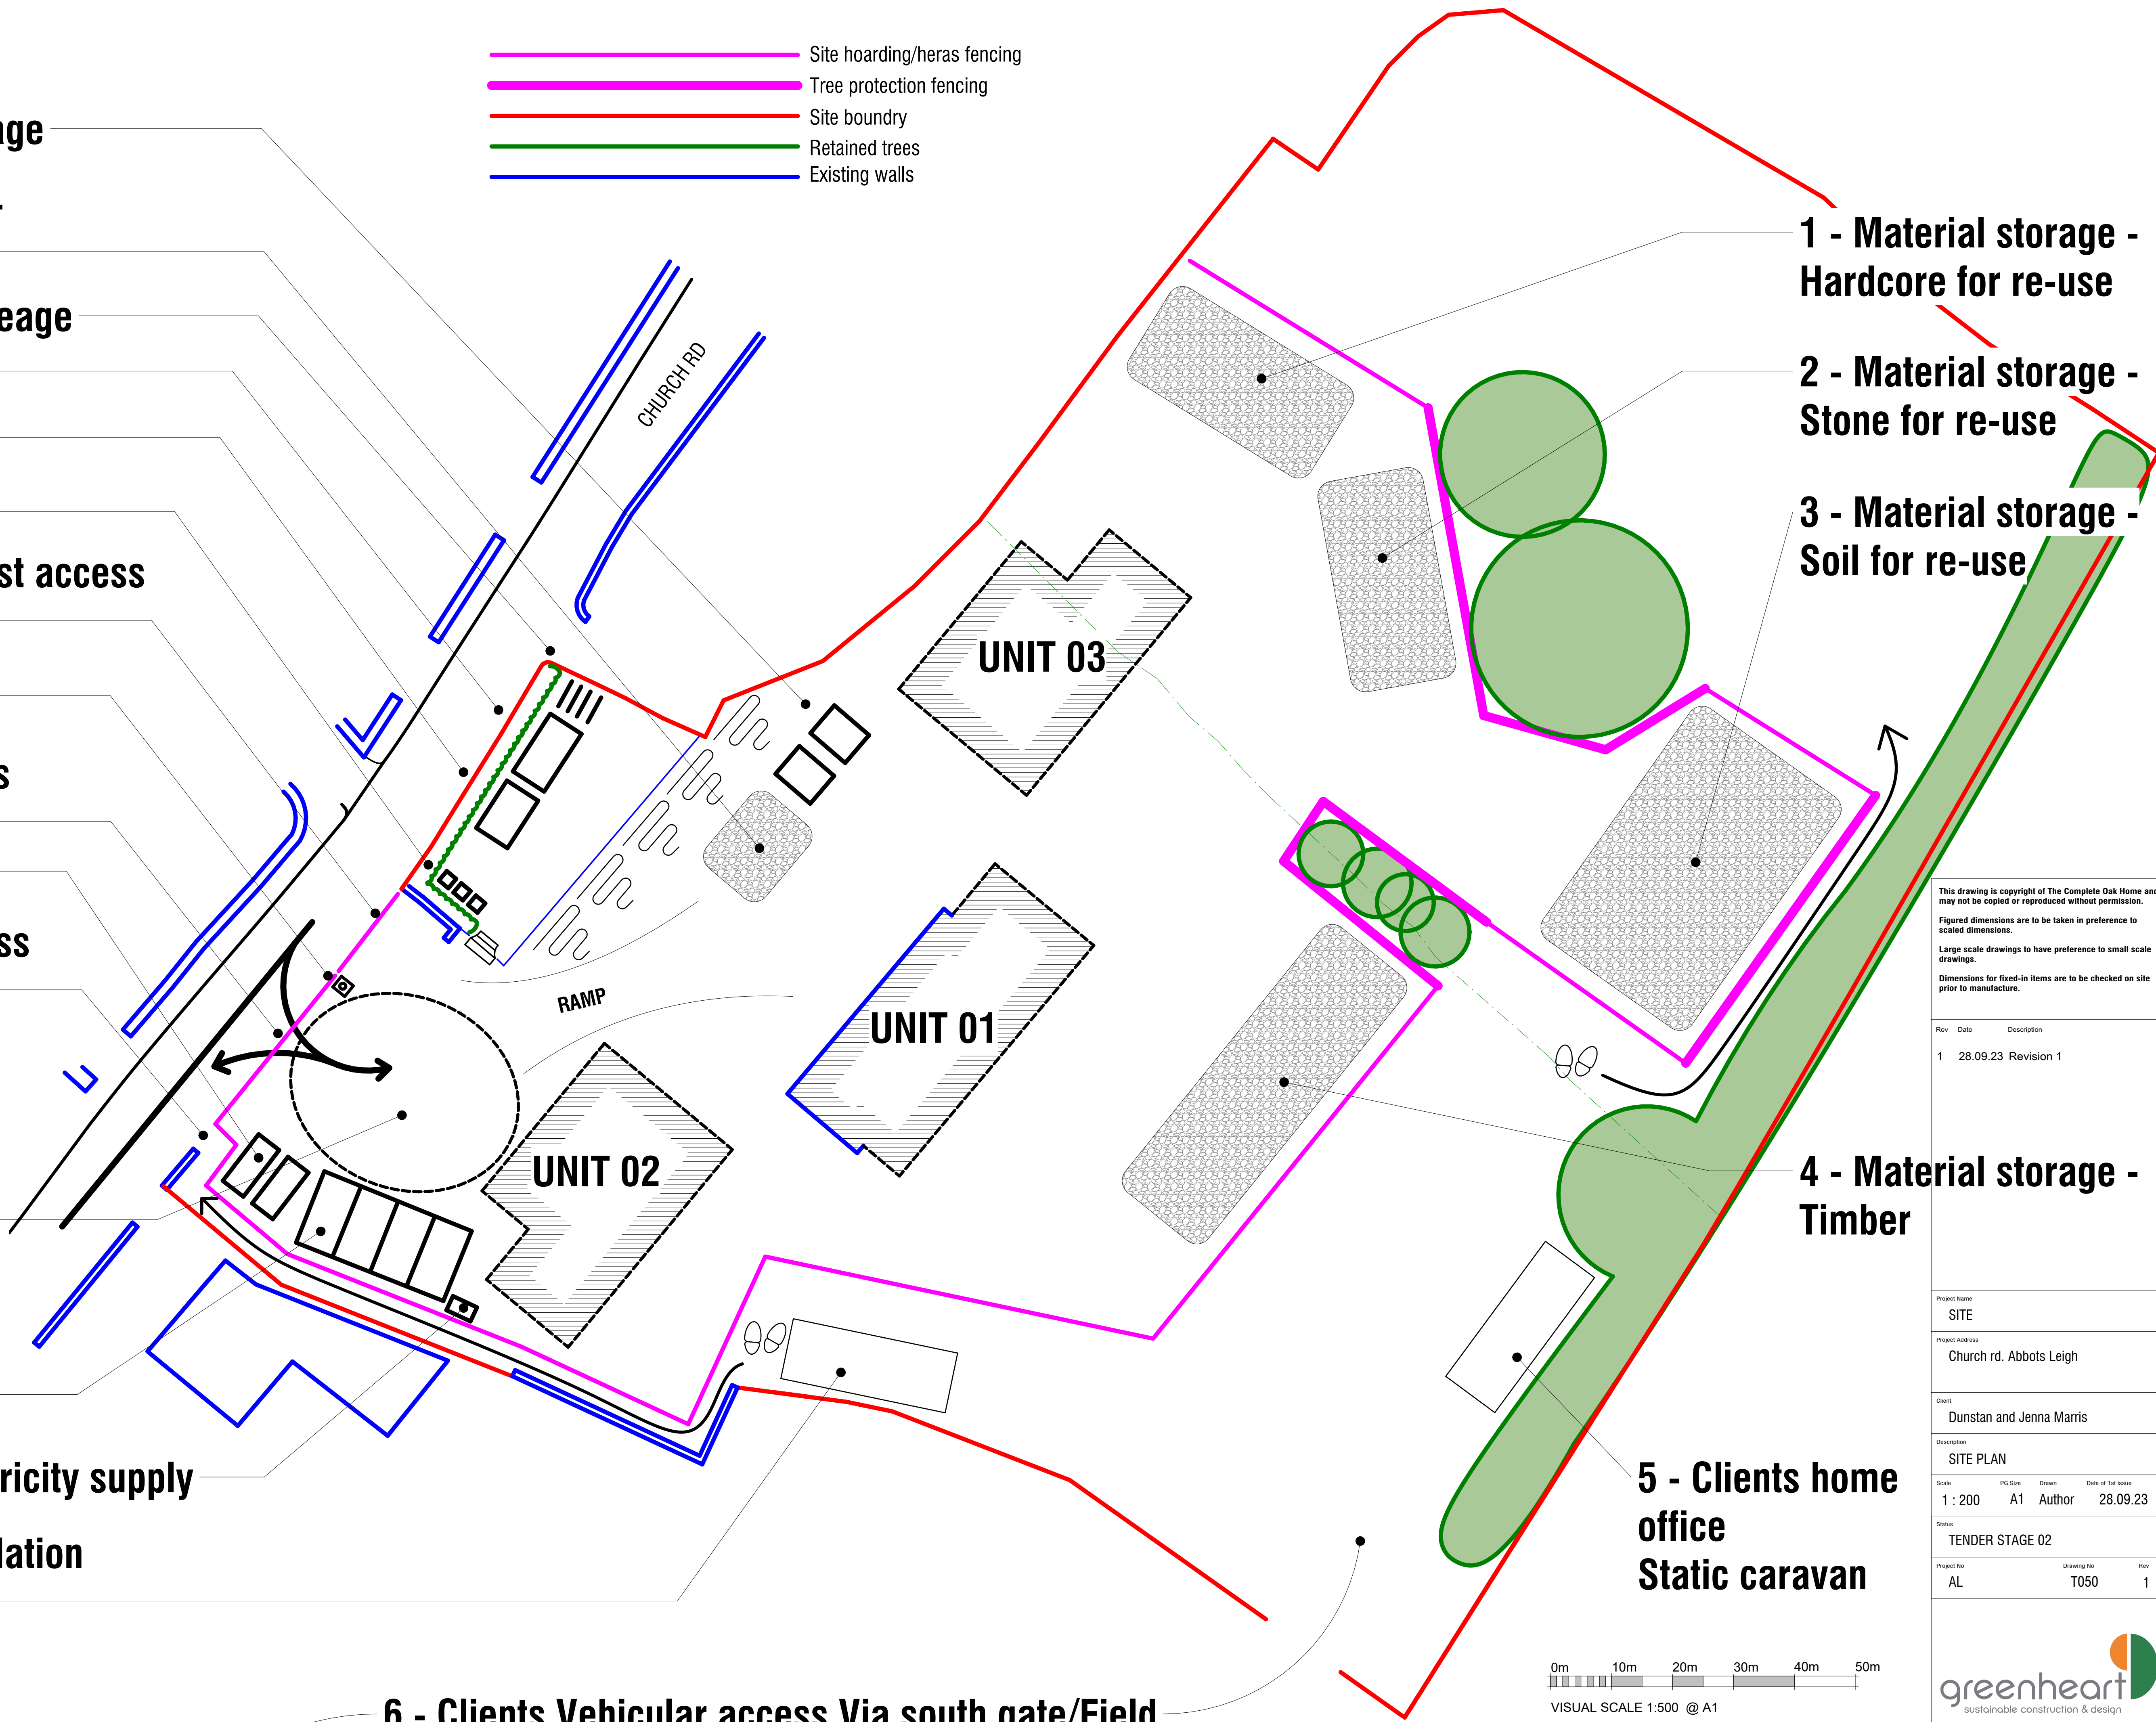 Site hoarding/heras fencing
Tree protection fencing
Site boundry
Retained trees
Existing walls
CHURCH RD
1 - Material storage -
Hardcore for re-use
2 - Material storage -
Stone for re-use
3 - Material storage -
Soil for re-use
st access
UNIT 03
RAMP
UNIT 01
UNIT 02
4 - Material storage -
Timber
5 - Clients home
office
Static caravan
ricity supply
lation
6 - Clients Vehicular access Via south gate/Field
0m 10m 20m 30m 40m 50m
VISUAL SCALE 1:500 @ A1
This drawing is copyright of The Complete Oak Home and
may not be copied or reproduced without permission.
Figured dimensions are to be taken in preference to
scaled dimensions.
Large scale drawings to have preference to small scale
drawings.
Dimensions for fixed-in items are to be checked on site
prior to manufacture.
Rev Date Description
1 28.09.23 Revision 1
Project Name
SITE
Project Address
Church rd. Abbots Leigh
Client
Dunstan and Jenna Marris
Description
SITE PLAN
Scale PG Size Drawn Date of 1st issue
1 : 200 A1 Author 28.09.23
Status
TENDER STAGE 02
Project No Drawing No Rev
AL T050 1
greenheart
sustainable construction & design